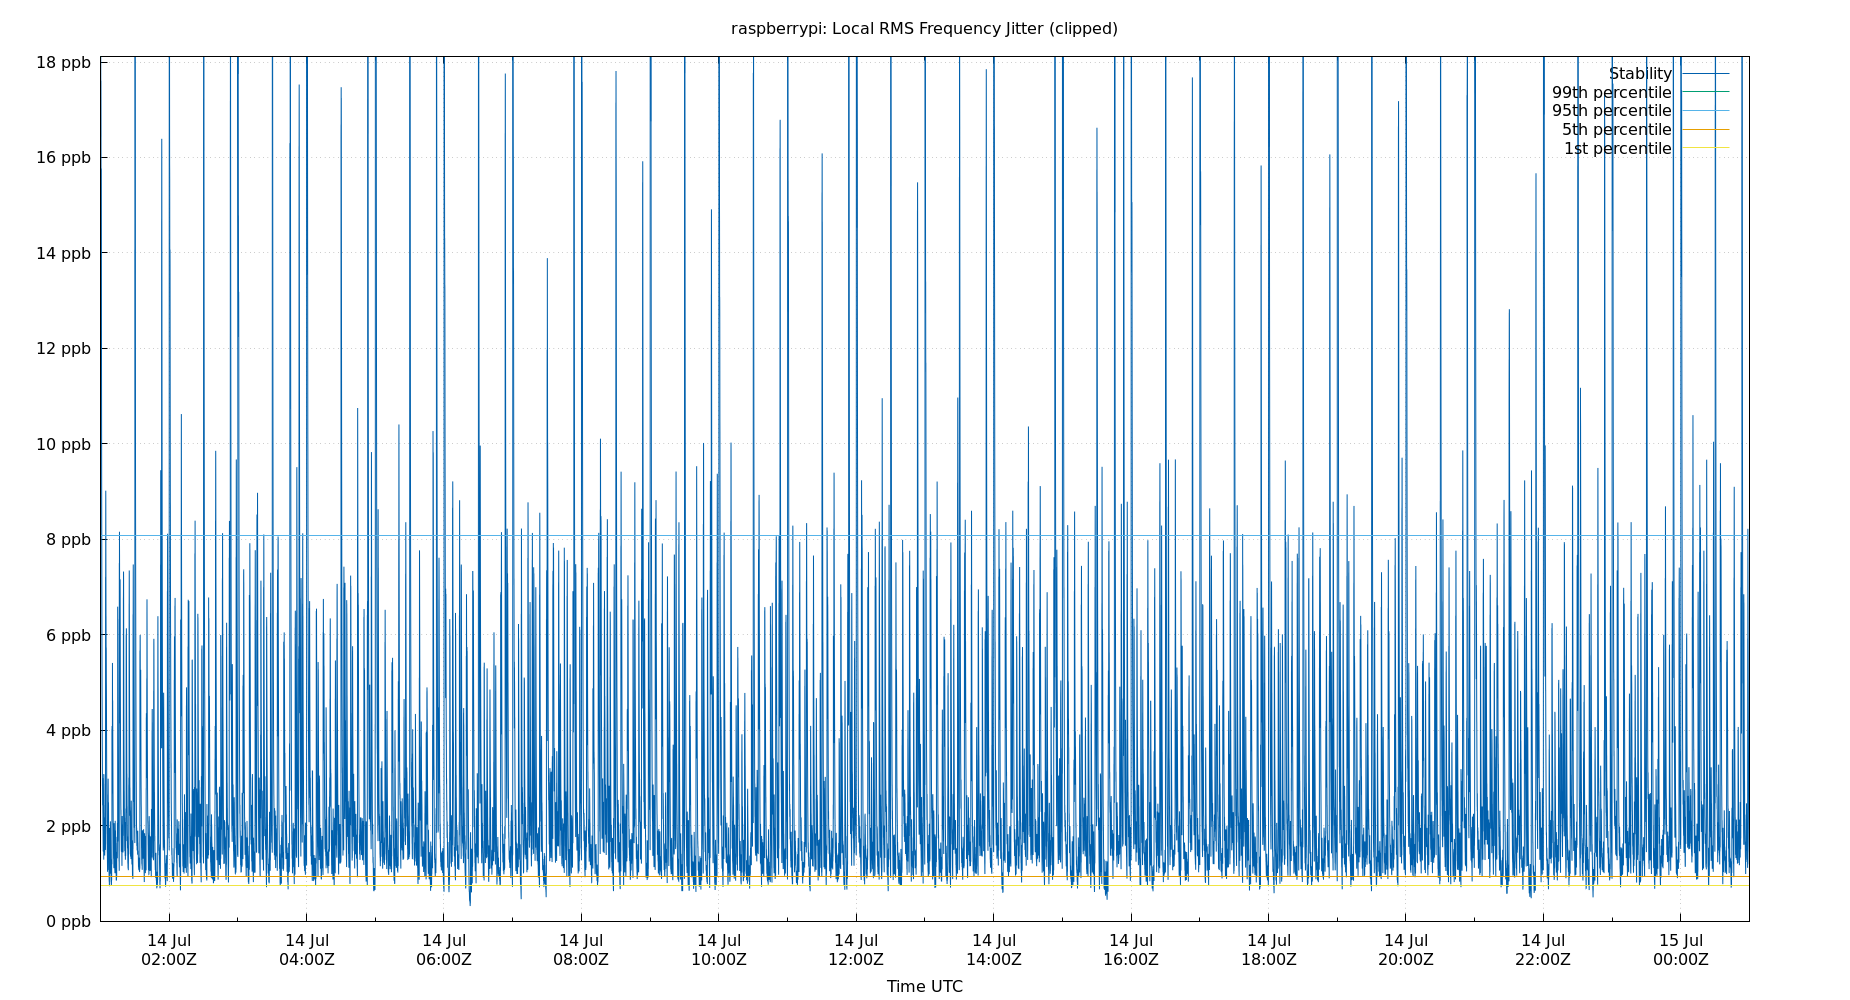 raspberrypi: Local RMS Frequency Jitter (clipped)
18 ppb
16 ppb
14 ppb
12 ppb
10 ppb
8 ppb
6 ppb
4 ppb
2 ppb
0 ppb
Stability
99th percentile
95th percentile
5th percentile
1st percentile
14 Jul 14 Jul 14 Jul 14 Jul 14 Jul 14 Jul 14 Jul 14 Jul 14 Jul 14 Jul 14 Jul 15 Jul
02:00Z 04:00Z 06:00Z 08:00Z 10:00Z 12:00Z 14:00Z 16:00Z 18:00Z 20:00Z 22:00Z 00:00Z
Time UTC